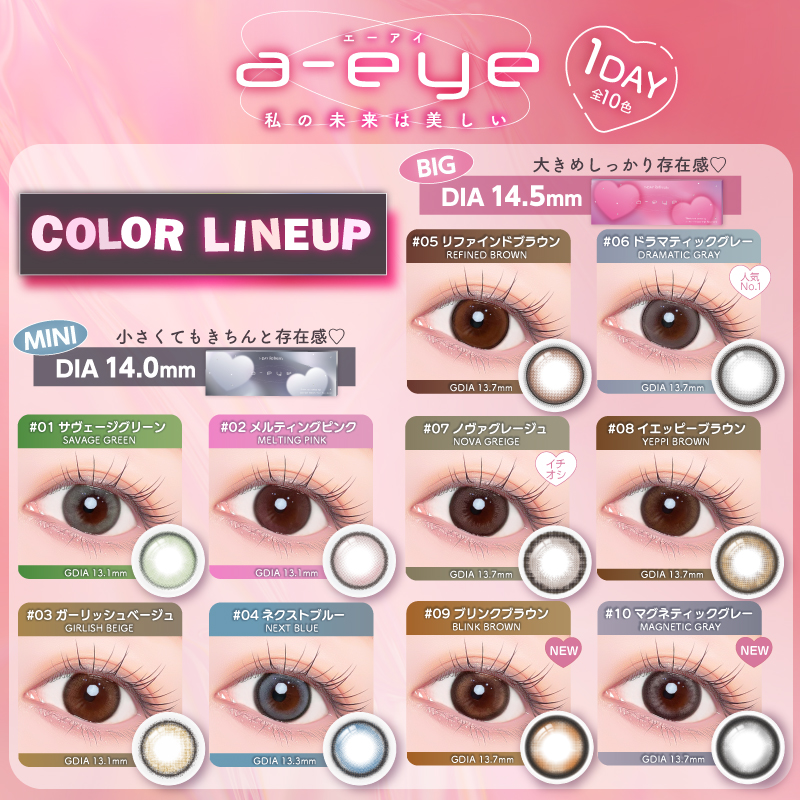 エーアイ
a-eye
私の未来は美しい
1DAY
全10色
COLOR LINEUP
MINI
小さくてもきちんと存在感♡
DIA 14.0mm
a-eye
#01 サヴェージグリーン
SAVAGE GREEN
GDIA 13.1mm
#02 メルティングピンク
MELTING PINK
GDIA 13.1mm
#03 ガーリッシュベージュ
GIRLISH BEIGE
GDIA 13.1mm
#04 ネクストブルー
NEXT BLUE
GDIA 13.3mm
BIG
大きめしっかり存在感♡
DIA 14.5mm
a-eye
#05 リファインドブラウン
REFINED BROWN
GDIA 13.7mm
#06 ドラマティックグレー
DRAMATIC GRAY
人気
No.1
GDIA 13.7mm
#07 ノヴァグレージュ
NOVA GREIGE
イチ
オシ
GDIA 13.7mm
#08 イエッピーブラウン
YEPPI BROWN
GDIA 13.7mm
#09 ブリンクブラウン
BLINK BROWN
NEW
GDIA 13.7mm
#10 マグネティックグレー
MAGNETIC GRAY
NEW
GDIA 13.7mm